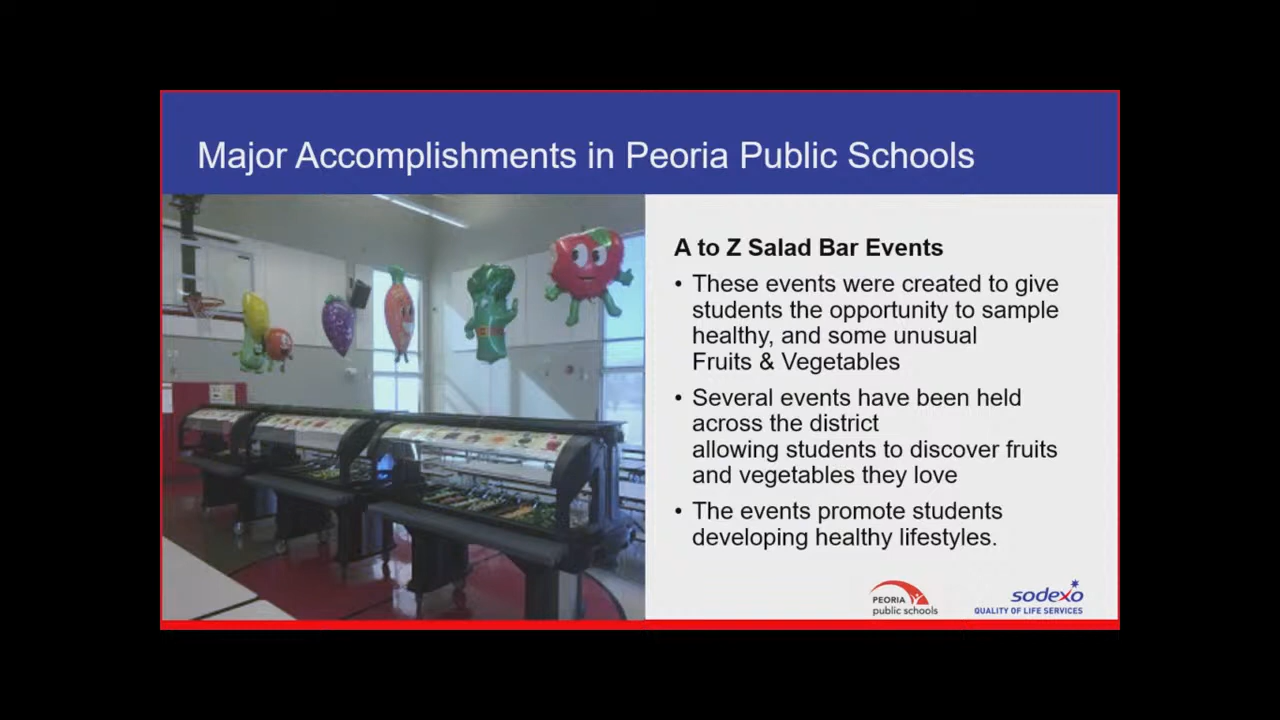 Major Accomplishments in Peoria Public Schools
A to Z Salad Bar Events
• These events were created to give
students the opportunity to sample
healthy, and some unusual
Fruits & Vegetables
• Several events have been held
across the district
allowing students to discover fruits
and vegetables they love
• The events promote students
developing healthy lifestyles.
PEORIA
public schools
sodexo
QUALITY OF LIFE SERVICES